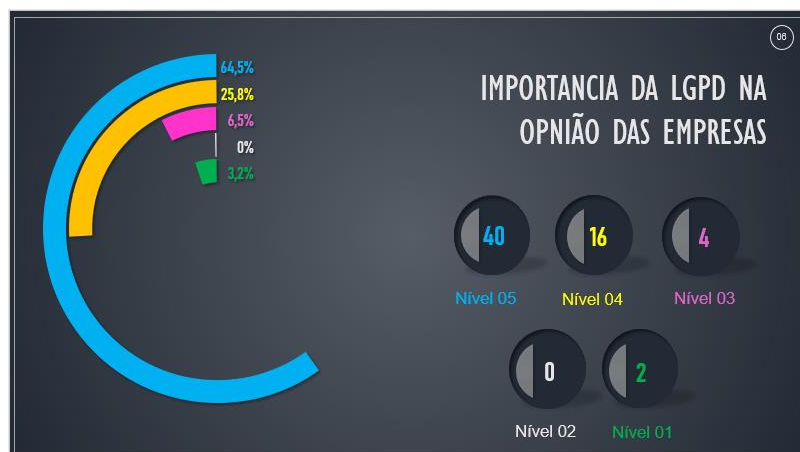 06
64,5%
25,8%
6,5%
0%
3,2%
IMPORTANCIA DA LGPD NA
OPNIÃO DAS EMPRESAS
40
16
4
Nível 05
Nível 04
Nível 03
0
2
Nível 02
Nível 01